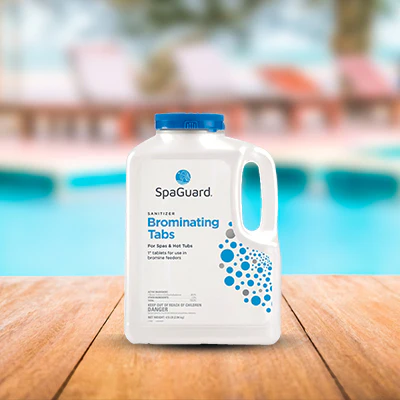 SpaGuard.
SANITIZER
Brominating
Tabs
For Spas & Hot Tubs
1" tablets for use in
bromine feeders
KEEP OUT OF REACH OF CHILDREN
DANGER